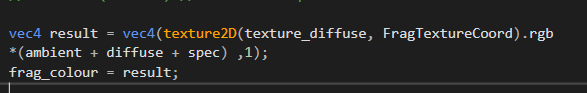 vec4 result = vec4(texture2D(texture_diffuse, FragTextureCoord).rgb
*(ambient + diffuse + spec) ,1);
frag_colour = result;